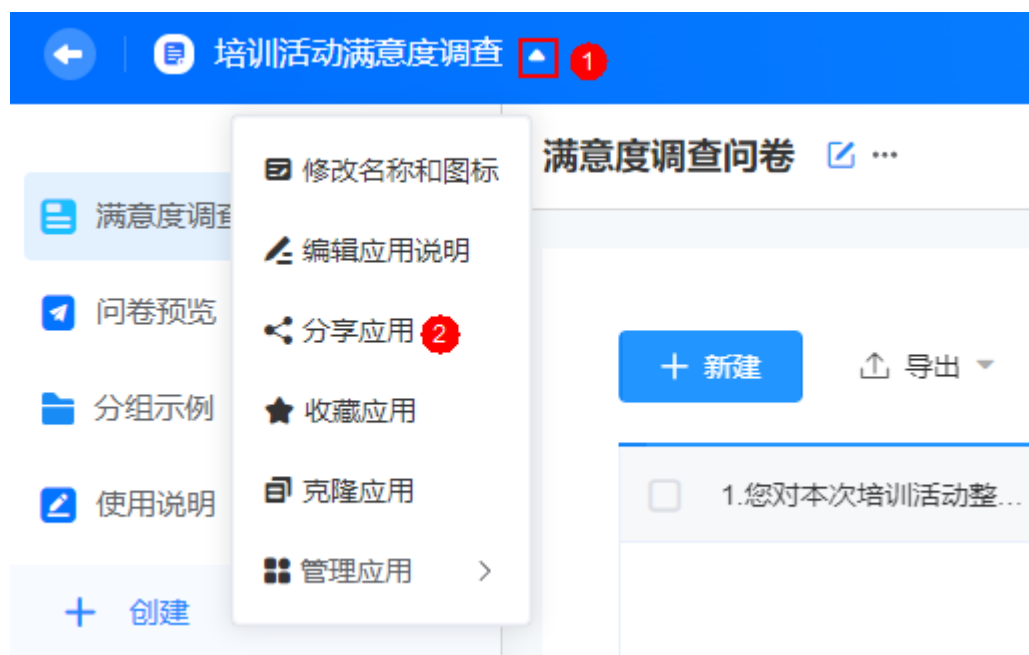 培训活动满意度调查
1
修改名称和图标
编辑应用说明
分享应用 2
收藏应用
克隆应用
管理应用
满意度调查
问卷预览
分组示例
使用说明
创建
满意度调查问卷
新建
导出
1.您对本次培训活动整...